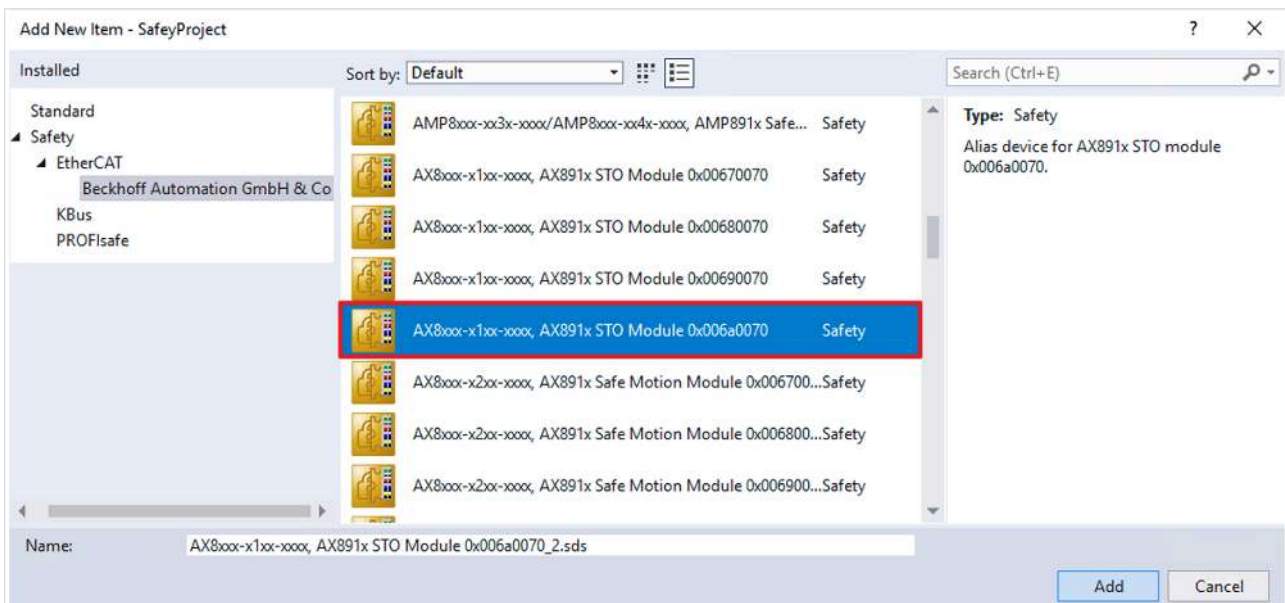 Add New Item - SafeyProject
?
Installed
Sort by: Default
Search (Ctrl+E)
Standard
Safety
EtherCAT
Beckhoff Automation GmbH & Co
KBus
PROFIsafe
AMP8xxx-xx3x-xxxx/AMP8xxx-xx4x-xxxx, AMP891x Safe... Safety
AX8xxx-x1xx-xxxx, AX891x STO Module 0x00670070 Safety
AX8xxx-x1xx-xxxx, AX891x STO Module 0x00680070 Safety
AX8xxx-x1xx-xxxx, AX891x STO Module 0x00690070 Safety
AX8xxx-x1xx-xxxx, AX891x STO Module 0x006a0070 Safety
AX8xxx-x2xx-xxxx, AX891x Safe Motion Module 0x006700...Safety
AX8xxx-x2xx-xxxx, AX891x Safe Motion Module 0x006800...Safety
AX8xxx-x2xx-xxxx, AX891x Safe Motion Module 0x006900...Safety
Type: Safety
Alias device for AX891x STO module
0x006a0070.
Name: AX8xxx-x1xx-xxxx, AX891x STO Module 0x006a0070_2.sds
Add
Cancel